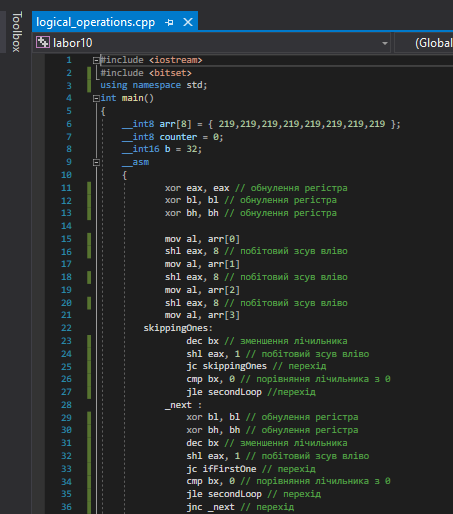 logical_operations.cpp
Toolbox
labor10
(Global
1 #include <iostream>
2 #include <bitset>
3 using namespace std;
4 int main()
5 {
6 __int8 arr[8] = { 219,219,219,219,219,219,219,219 };
7 __int8 counter = 0;
8 __int16 b = 32;
9 __asm
10 {
11 xor eax, eax // обнулення регістра
12 xor bl, bl // обнулення регістра
13 xor bh, bh // обнулення регістра
14
15 mov al, arr[0]
16 shl eax, 8 // побітовий зсув вліво
17 mov al, arr[1]
18 shl eax, 8 // побітовий зсув вліво
19 mov al, arr[2]
20 shl eax, 8 // побітовий зсув вліво
21 mov al, arr[3]
22 skippingOnes:
23 dec bx // зменшення лічильника
24 shl eax, 1 // побітовий зсув вліво
25 jc skippingOnes // перехід
26 cmp bx, 0 // порівняння лічильника з 0
27 jle secondLoop //перехід
28 _next :
29 xor bl, bl // обнулення регістра
30 xor bh, bh // обнулення регістра
31 dec bx // зменшення лічильника
32 shl eax, 1 // побітовий зсув вліво
33 jc ifFirstOne // перехід
34 cmp bx, 0 // порівняння лічильника з 0
35 jle secondLoop // перехід
36 jnc _next // перехід